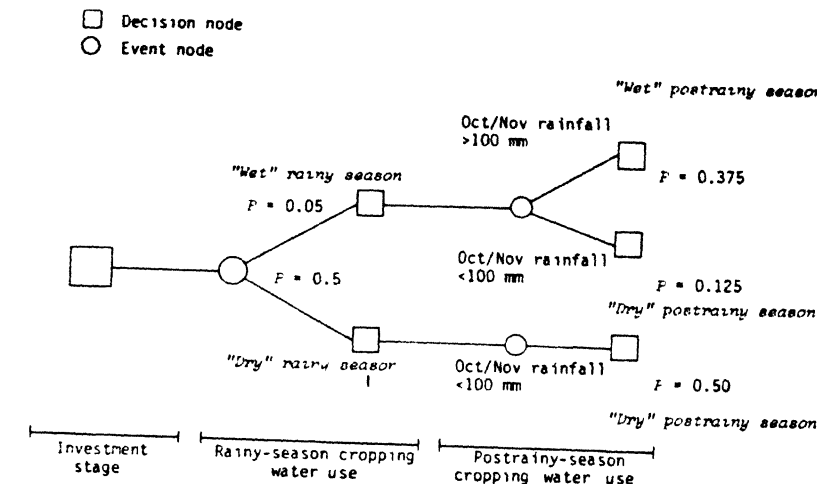 Decision node
Event node
"Wet" postrainy season
Oct/Nov rainfall
>100 mm
"Wet" rainy season
P = 0.375
P = 0.05
Oct/Nov rainfall
<100 mm
P = 0.5
P = 0.125
"Dry" postrainy season
"Dry" rainy season
Oct/Nov rainfall
<100 mm
P = 0.50
"Dry" postrainy season
Investment
stage
Rainy-season cropping
water use
Postrainy-season
cropping water use